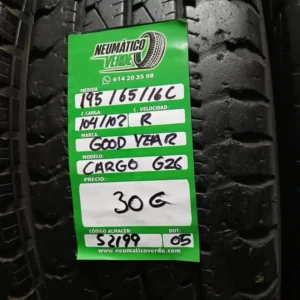 NEUMÁTICO
VERDE
614 20 35 98
MEDIDA
195/65/16C
C. CARGA: C. VELOCIDAD:
104/102 R
MARCA:
GOOD YEAR
MODELO:
CARGO G26
PRECIO:
30€
CÓDIGO ALMACÉN: DOT:
S2199 05
www.neumaticoverde.com